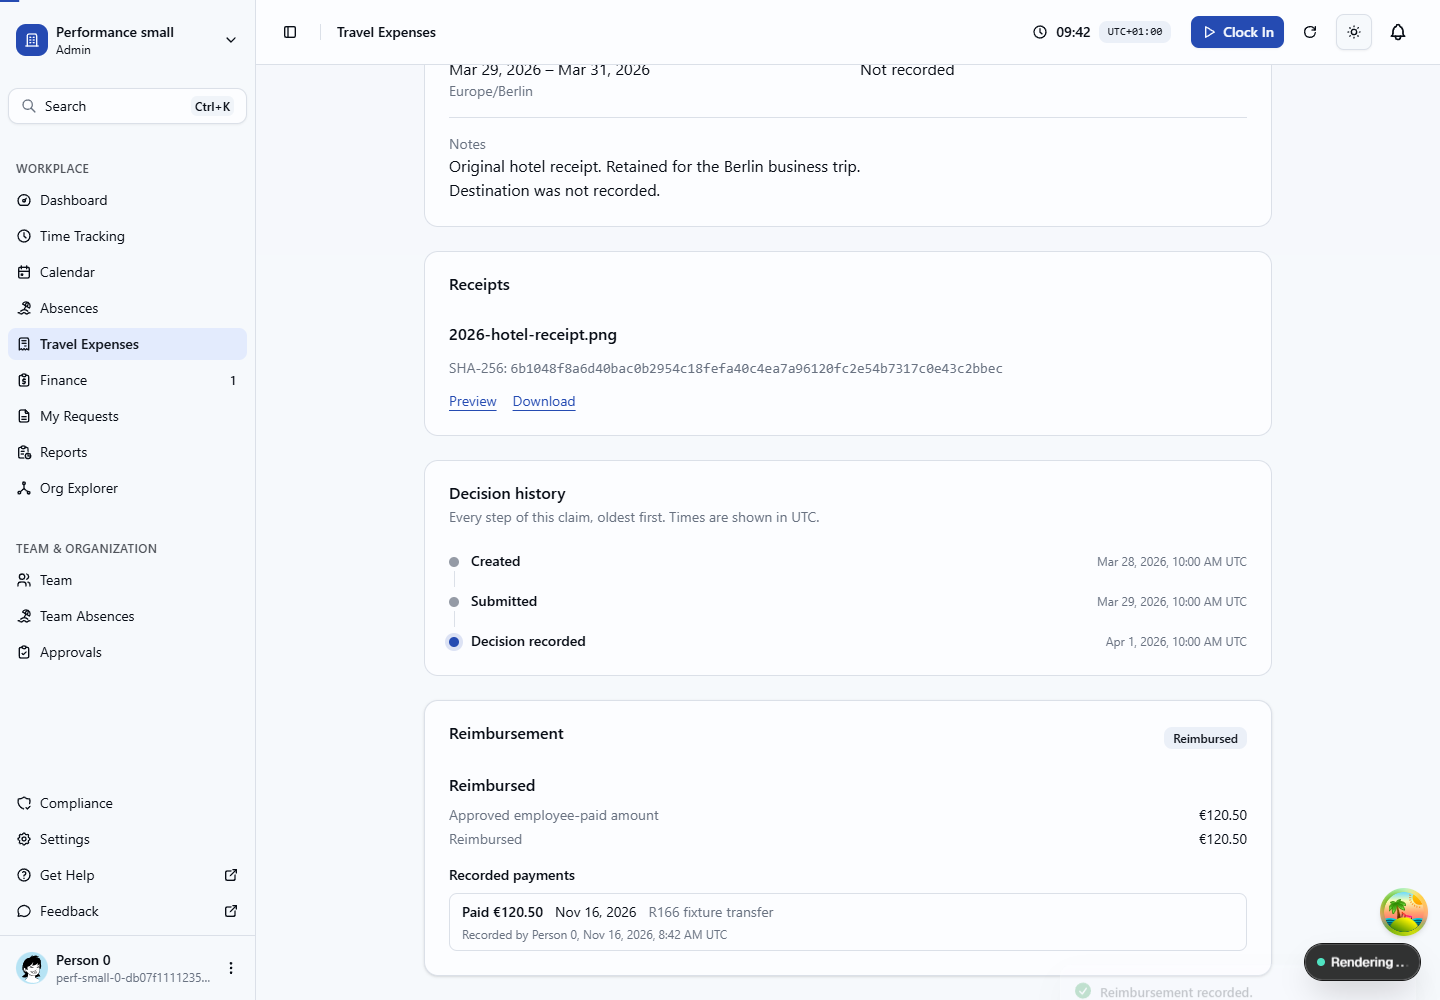 Performance small
Admin
Travel Expenses
09:42
UTC+01:00
Clock In
Search
Ctrl+K
WORKPLACE
Dashboard
Time Tracking
Calendar
Absences
Travel Expenses
Finance
1
My Requests
Reports
Org Explorer
TEAM & ORGANIZATION
Team
Team Absences
Approvals
Compliance
Settings
Get Help
Feedback
Person 0
perf-small-0-db07f1111235...
Mar 29, 2026 – Mar 31, 2026
Not recorded
Europe/Berlin
Notes
Original hotel receipt. Retained for the Berlin business trip.
Destination was not recorded.
Receipts
2026-hotel-receipt.png
SHA-256: 6b1048f8a6d40bac0b2954c18fefa40c4ea7a96120fc2e54b7317c0e43c2bbec
Preview
Download
Decision history
Every step of this claim, oldest first. Times are shown in UTC.
Created
Mar 28, 2026, 10:00 AM UTC
Submitted
Mar 29, 2026, 10:00 AM UTC
Decision recorded
Apr 1, 2026, 10:00 AM UTC
Reimbursement
Reimbursed
Reimbursed
Approved employee-paid amount
€120.50
Reimbursed
€120.50
Recorded payments
Paid €120.50 Nov 16, 2026 R166 fixture transfer
Recorded by Person 0, Nov 16, 2026, 8:42 AM UTC
Rendering...
Reimbursement recorded.